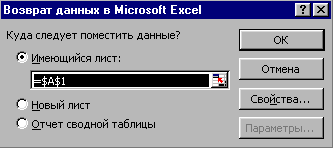 Возврат данных в Microsoft Excel
Куда следует поместить данные?
Имеющийся лист:
=$A$1
Новый лист
Отчет сводной таблицы
OK
Отмена
Свойства...
Параметры...